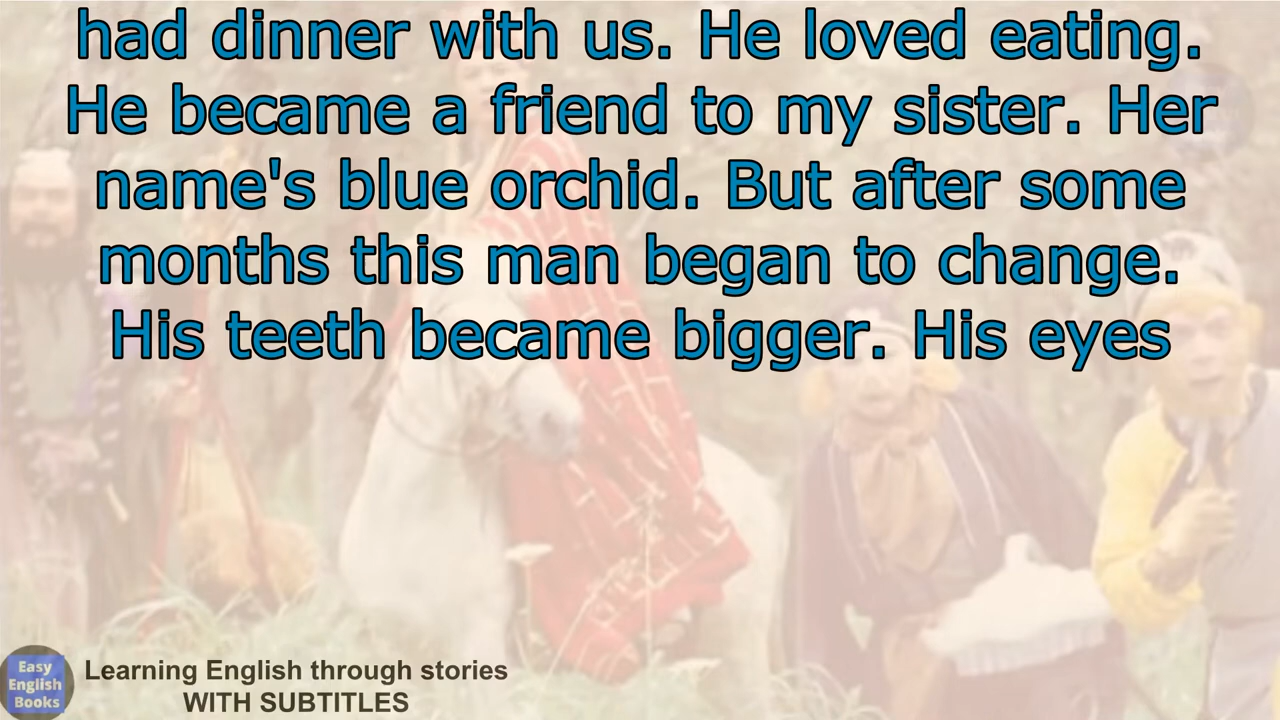 had dinner with us. He loved eating.
He became a friend to my sister. Her
name's blue orchid. But after some
months this man began to change.
His teeth became bigger. His eyes
Easy
English
Books
Learning English through stories
WITH SUBTITLES